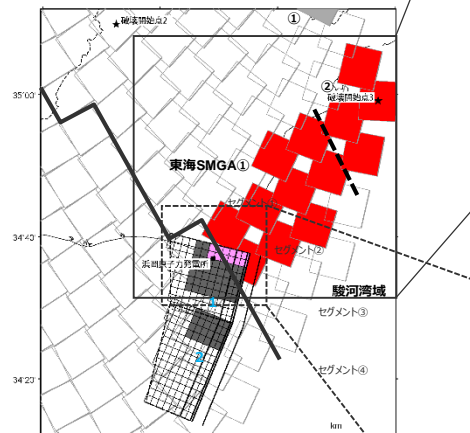 ①
★破壊開始点2
②
35°00'
破壊開始点3★
東海SMGA①
セグメント①
34°40'
セグメント②
浜岡原子力発電所
駿河湾域
1
セグメント③
2
セグメント④
34°20'
km